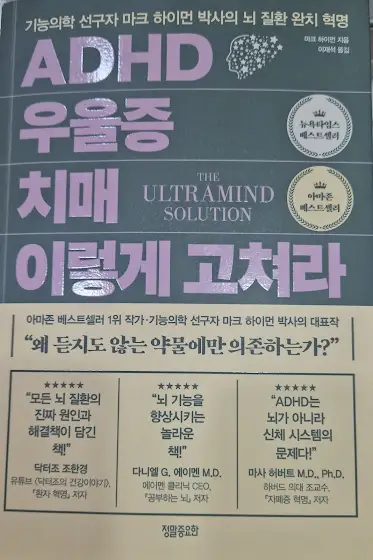 기능의학 선구자 마크 하이먼 박사의 뇌 질환 완치 혁명
ADHD
마크 하이먼 지음
이재석 옮김
우울증
뉴욕타임스
베스트셀러
치매
THE
ULTRAMIND
SOLUTION
아마존
베스트셀러
이렇게 고쳐라
아마존 베스트셀러 1위 작가·기능의학 선구자 마크 하이먼 박사의 대표작
“왜 듣지도 않는 약물에만 의존하는가?”
★★★★★
“모든 뇌 질환의
진짜 원인과
해결책이 담긴
책!”
닥터조 조한경
유튜브 《닥터조의 건강이야기》,
『환자 혁명』 저자
★★★★★
“뇌 기능을
향상시키는
놀라운
책!”
다니엘 G. 에이멘 M.D.
에이멘 클리닉 CEO,
『공부하는 뇌』 저자
★★★★★
“ADHD는
뇌가 아니라
신체 시스템의
문제다!”
마사 허버트 M.D., Ph.D.
하버드 의대 조교수,
『자폐증 혁명』 저자
정말중요한